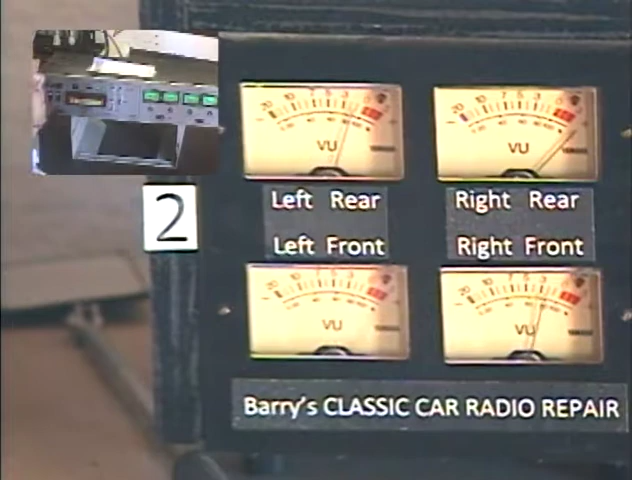 VU
VU
2
Left Rear
Right Rear
Left Front
Right Front
VU
VU
Barry's CLASSIC CAR RADIO REPAIR